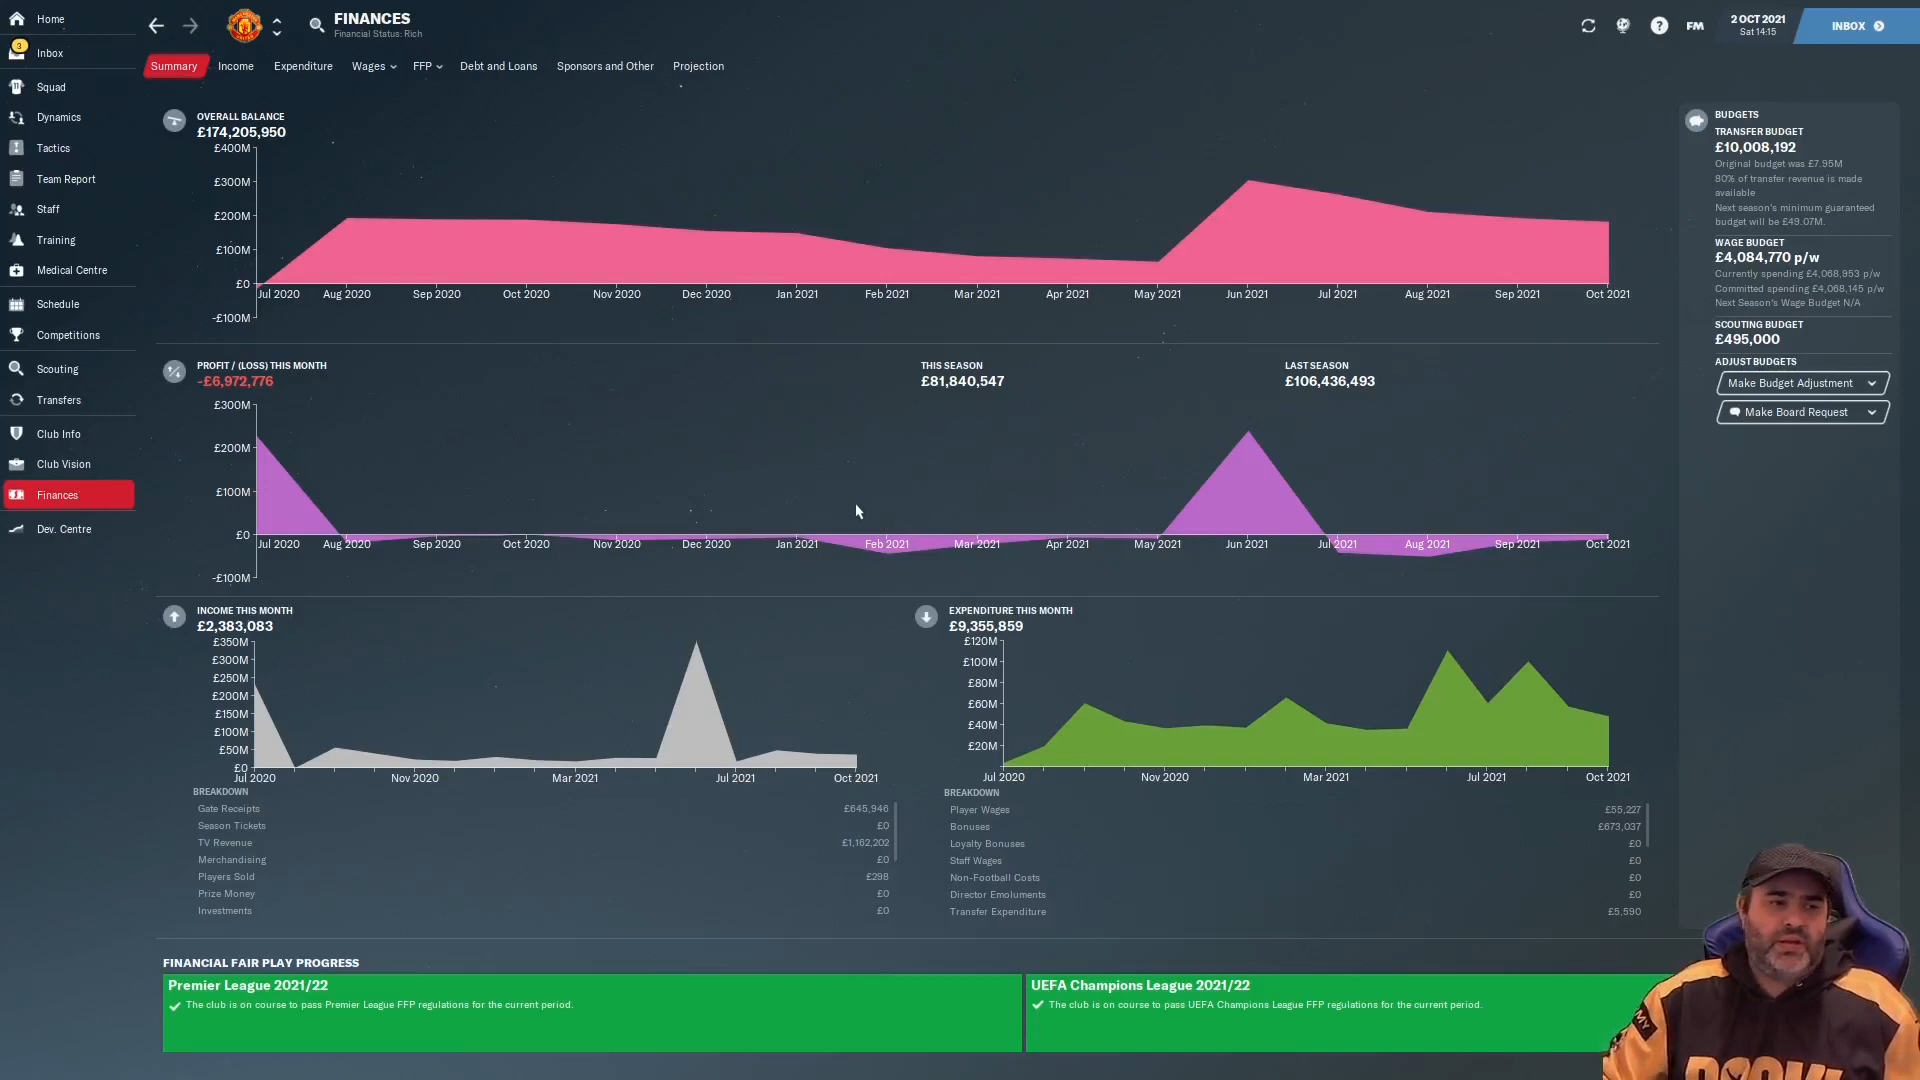 Home
3
Inbox
Squad
Dynamics
Tactics
Team Report
Staff
Training
Medical Centre
Schedule
Competitions
Scouting
Transfers
Club Info
Club Vision
Finances
Dev. Centre
FINANCES
Financial Status: Rich
?
FM
2 OCT 2021
Sat 14:15
INBOX
Summary Income Expenditure Wages FFP Debt and Loans Sponsors and Other Projection
OVERALL BALANCE
£174,205,950
£400M
£300M
£200M
£100M
£0
-£100M
Jul 2020 Aug 2020 Sep 2020 Oct 2020 Nov 2020 Dec 2020 Jan 2021 Feb 2021 Mar 2021 Apr 2021 May 2021 Jun 2021 Jul 2021 Aug 2021 Sep 2021 Oct 2021
PROFIT / (LOSS) THIS MONTH
-£6,972,776
THIS SEASON
£81,840,547
LAST SEASON
£106,436,493
£300M
£200M
£100M
£0
-£100M
Jul 2020 Aug 2020 Sep 2020 Oct 2020 Nov 2020 Dec 2020 Jan 2021 Feb 2021 Mar 2021 Apr 2021 May 2021 Jun 2021 Jul 2021 Aug 2021 Sep 2021 Oct 2021
INCOME THIS MONTH
£2,383,083
£350M
£300M
£250M
£200M
£150M
£100M
£50M
£0
Jul 2020 Nov 2020 Mar 2021 Jul 2021 Oct 2021
BREAKDOWN
Gate Receipts £645,946
Season Tickets £0
TV Revenue £1,162,202
Merchandising £0
Players Sold £298
Prize Money £0
Investments £0
EXPENDITURE THIS MONTH
£9,355,859
£120M
£100M
£80M
£60M
£40M
£20M
Jul 2020 Nov 2020 Mar 2021 Jul 2021 Oct 2021
BREAKDOWN
Player Wages £55,227
Bonuses £673,037
Loyalty Bonuses £0
Staff Wages £0
Non-Football Costs £0
Director Emoluments £0
Transfer Expenditure £5,590
FINANCIAL FAIR PLAY PROGRESS
Premier League 2021/22
The club is on course to pass Premier League FFP regulations for the current period.
UEFA Champions League 2021/22
The club is on course to pass UEFA Champions League FFP regulations for the current period.
BUDGETS
TRANSFER BUDGET
£10,008,192
Original budget was £7.95M
80% of transfer revenue is made
available
Next season's minimum guaranteed
budget will be £49.07M.
WAGE BUDGET
£4,084,770 p/w
Currently spending £4,068,953 p/w
Committed spending £4,068,145 p/w
Next Season's Wage Budget N/A
SCOUTING BUDGET
£495,000
ADJUST BUDGETS
Make Budget Adjustment
Make Board Request